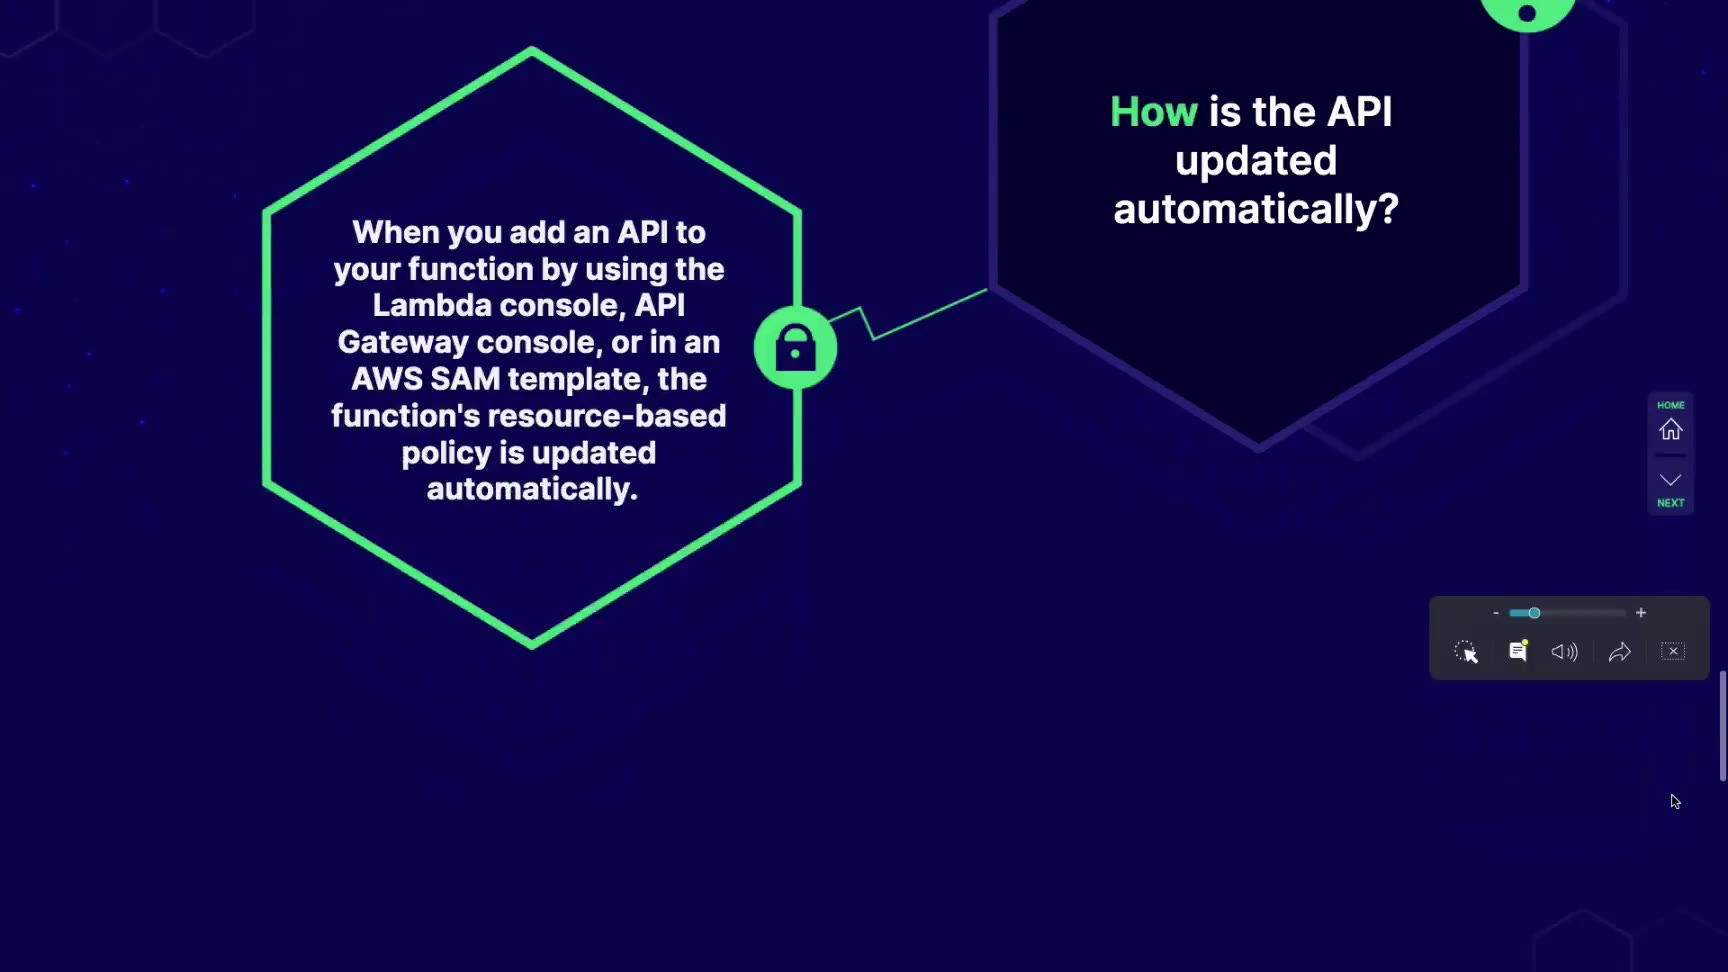 How is the API
updated
automatically?
When you add an API to
your function by using the
Lambda console, API
Gateway console, or in an
AWS SAM template, the
function's resource-based
policy is updated
automatically.
HOME
NEXT
-
+